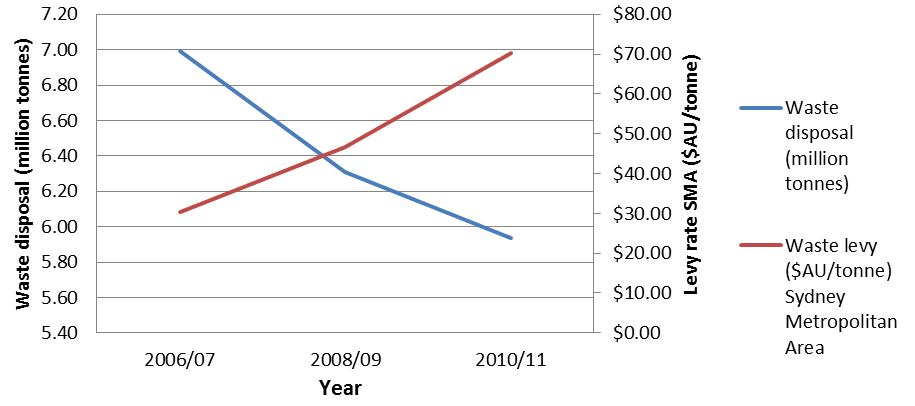 Waste disposal (million tonnes)
7.20
7.00
6.80
6.60
6.40
6.20
6.00
5.80
5.60
5.40
2006/07
2008/09
2010/11
Year
$80.00
$70.00
$60.00
$50.00
$40.00
$30.00
$20.00
$10.00
$0.00
Levy rate SMA ($AU/tonne)
Waste
disposal
(million
tonnes)
Waste levy
($AU/tonne)
Sydney
Metropolitan
Area